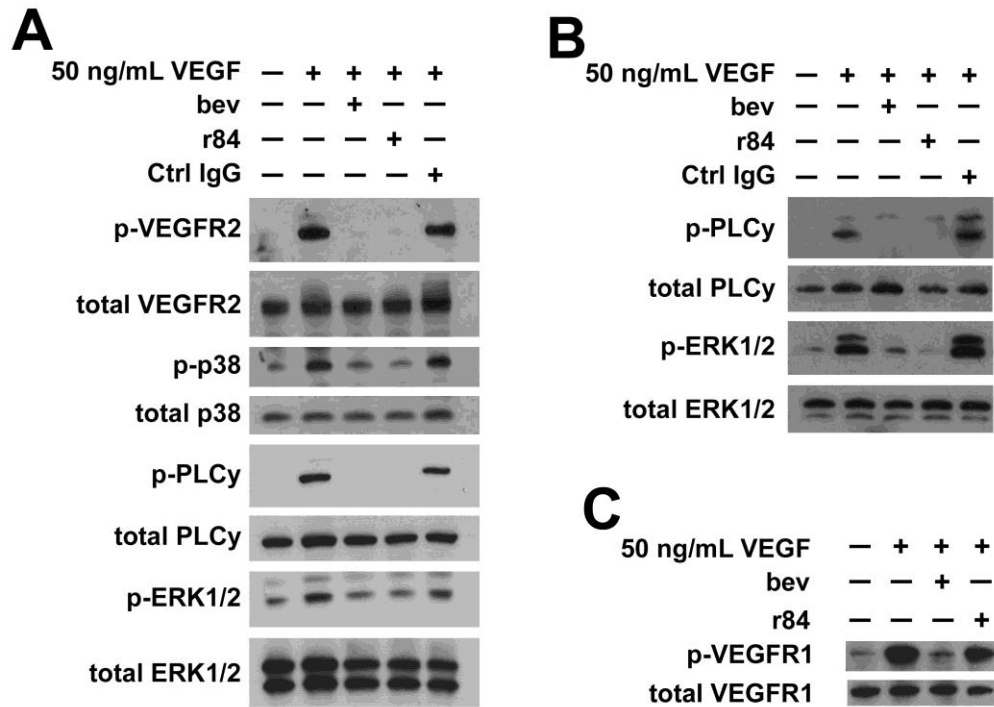 A
50 ng/mL VEGF — + + + +
bev — — + — —
r84 — — — + —
Ctrl IgG — — — — +
p-VEGFR2
total VEGFR2
p-p38
total p38
p-PLCy
total PLCy
p-ERK1/2
total ERK1/2
B
50 ng/mL VEGF — + + + +
bev — — + — —
r84 — — — + —
Ctrl IgG — — — — +
p-PLCy
total PLCy
p-ERK1/2
total ERK1/2
C
50 ng/mL VEGF — + + +
bev — — + —
r84 — — — +
p-VEGFR1
total VEGFR1